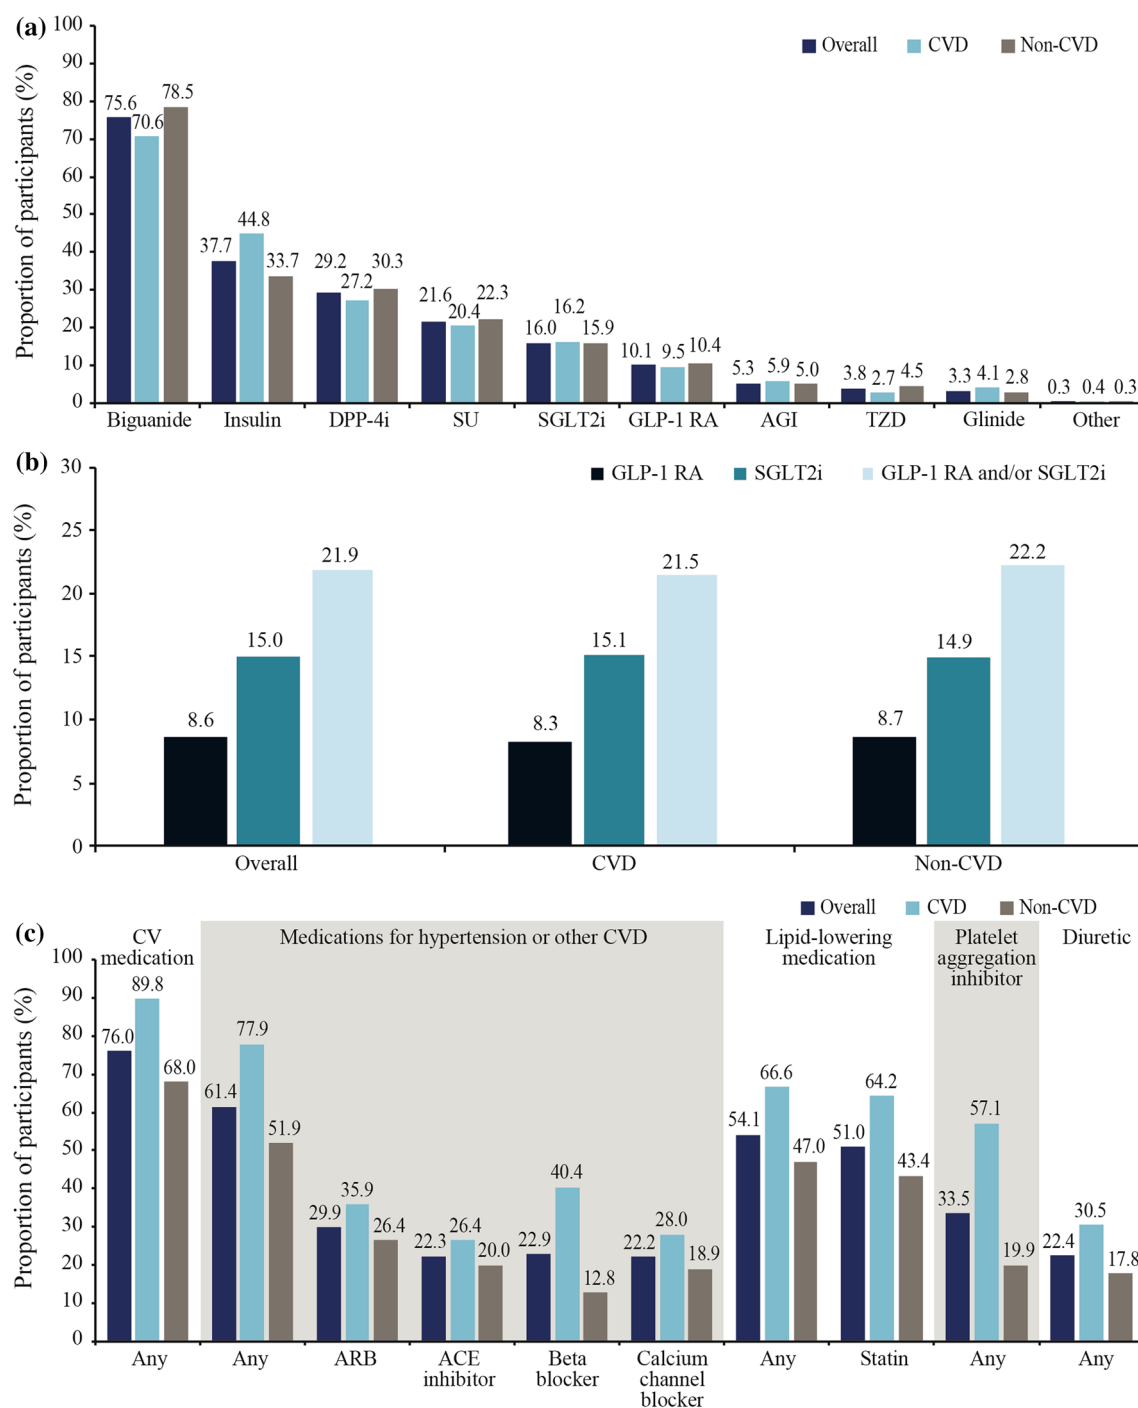 (a)
Proportion of participants (%)
100
90
80
70
60
50
40
30
20
10
0
Overall CVD Non-CVD
75.6 70.6 78.5
37.7 44.8 33.7
29.2 27.2 30.3
21.6 20.4 22.3
16.0 16.2 15.9
10.1 9.5 10.4
5.3 5.9 5.0
3.8 2.7 4.5
3.3 4.1 2.8
0.3 0.4 0.3
Biguanide Insulin DPP-4i SU SGLT2i GLP-1 RA AGI TZD Glinide Other
(b)
Proportion of participants (%)
30
25
20
15
10
5
0
GLP-1 RA SGLT2i GLP-1 RA and/or SGLT2i
8.6 15.0 21.9
8.3 15.1 21.5
8.7 14.9 22.2
Overall CVD Non-CVD
(c)
Proportion of participants (%)
100
90
80
70
60
50
40
30
20
10
0
Overall CVD Non-CVD
CV
medication
Medications for hypertension or other CVD
Lipid-lowering
medication
Platelet
aggregation
inhibitor
Diuretic
76.0 89.8 68.0
61.4 77.9 51.9
29.9 35.9 26.4
22.3 26.4 20.0
22.9 40.4 12.8
22.2 28.0 18.9
54.1 66.6 47.0
51.0 64.2 43.4
33.5 57.1 19.9
22.4 30.5 17.8
Any
Any
ARB
ACE
inhibitor
Beta
blocker
Calcium
channel
blocker
Any
Statin
Any
Any